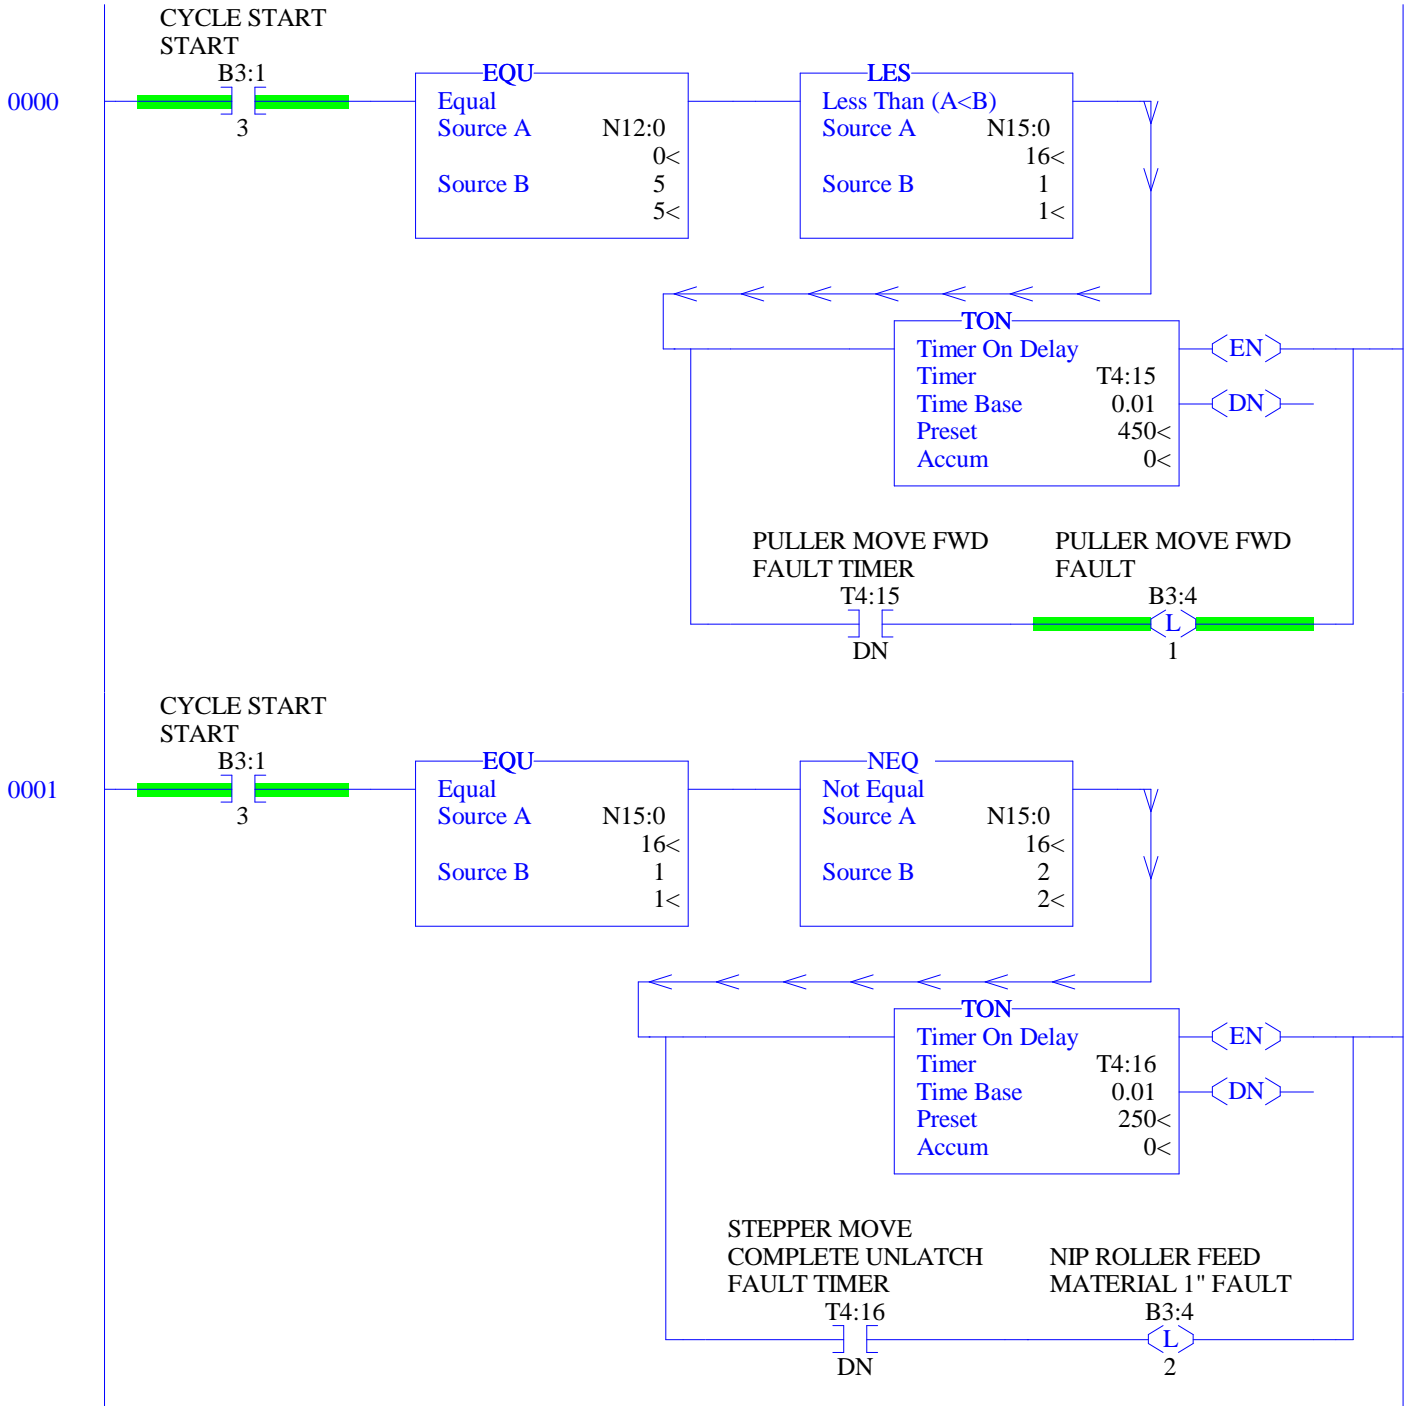 CYCLE START
START
B3:1
3
0000
EQU
Equal
Source A N12:0
0<
Source B 5
5<
LES
Less Than (A<B)
Source A N15:0
16<
Source B 1
1<
TON
Timer On Delay
Timer T4:15
Time Base 0.01
Preset 450<
Accum 0<
EN
DN
PULLER MOVE FWD
FAULT TIMER
T4:15
DN
PULLER MOVE FWD
FAULT
B3:4
L
1
CYCLE START
START
B3:1
3
0001
EQU
Equal
Source A N15:0
16<
Source B 1
1<
NEQ
Not Equal
Source A N15:0
16<
Source B 2
2<
TON
Timer On Delay
Timer T4:16
Time Base 0.01
Preset 250<
Accum 0<
EN
DN
STEPPER MOVE
COMPLETE UNLATCH
FAULT TIMER
T4:16
DN
NIP ROLLER FEED
MATERIAL 1" FAULT
B3:4
L
2